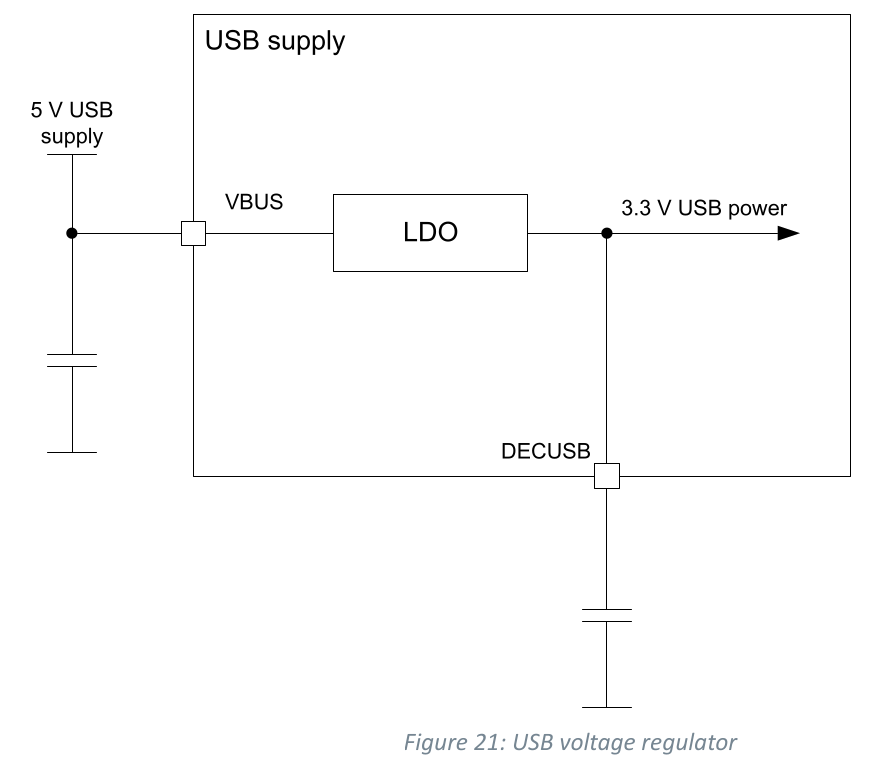 USB supply
5 V USB
supply
VBUS
LDO
3.3 V USB power
DECUSB
Figure 21: USB voltage regulator